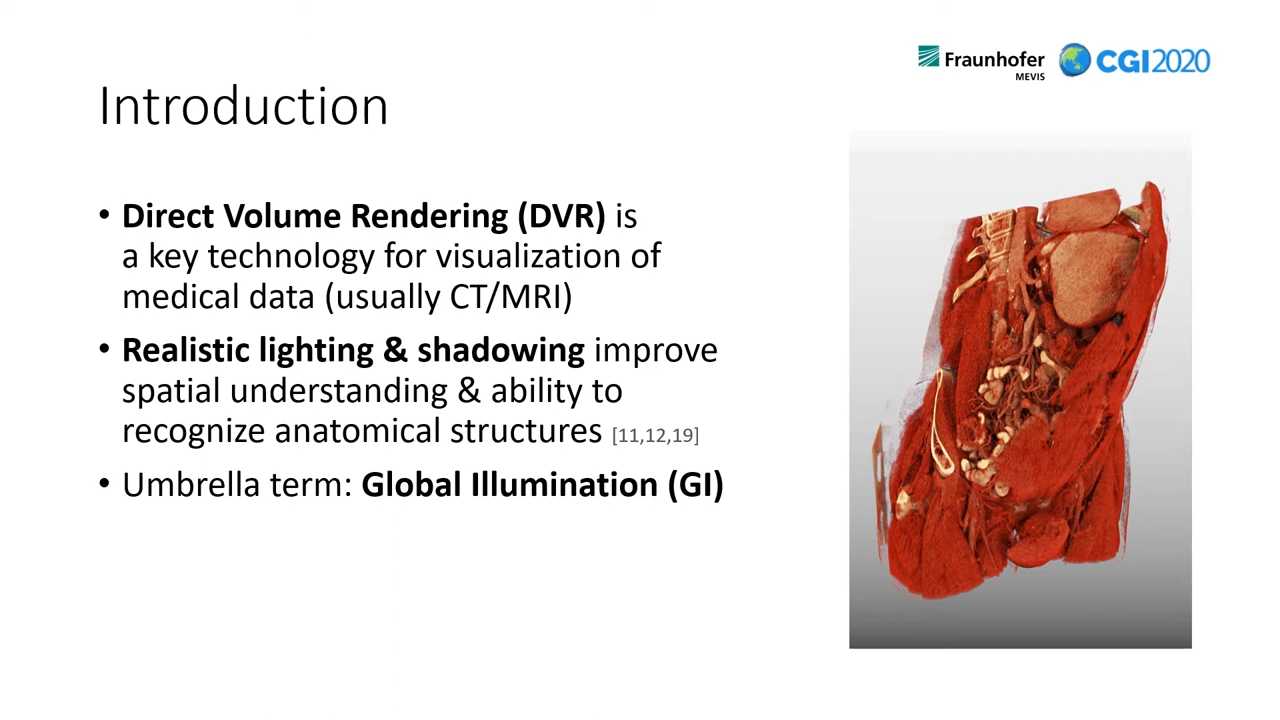 Fraunhofer
MEVIS
CGI2020
Introduction
• Direct Volume Rendering (DVR) is
a key technology for visualization of
medical data (usually CT/MRI)
• Realistic lighting & shadowing improve
spatial understanding & ability to
recognize anatomical structures [11,12,19]
• Umbrella term: Global Illumination (GI)